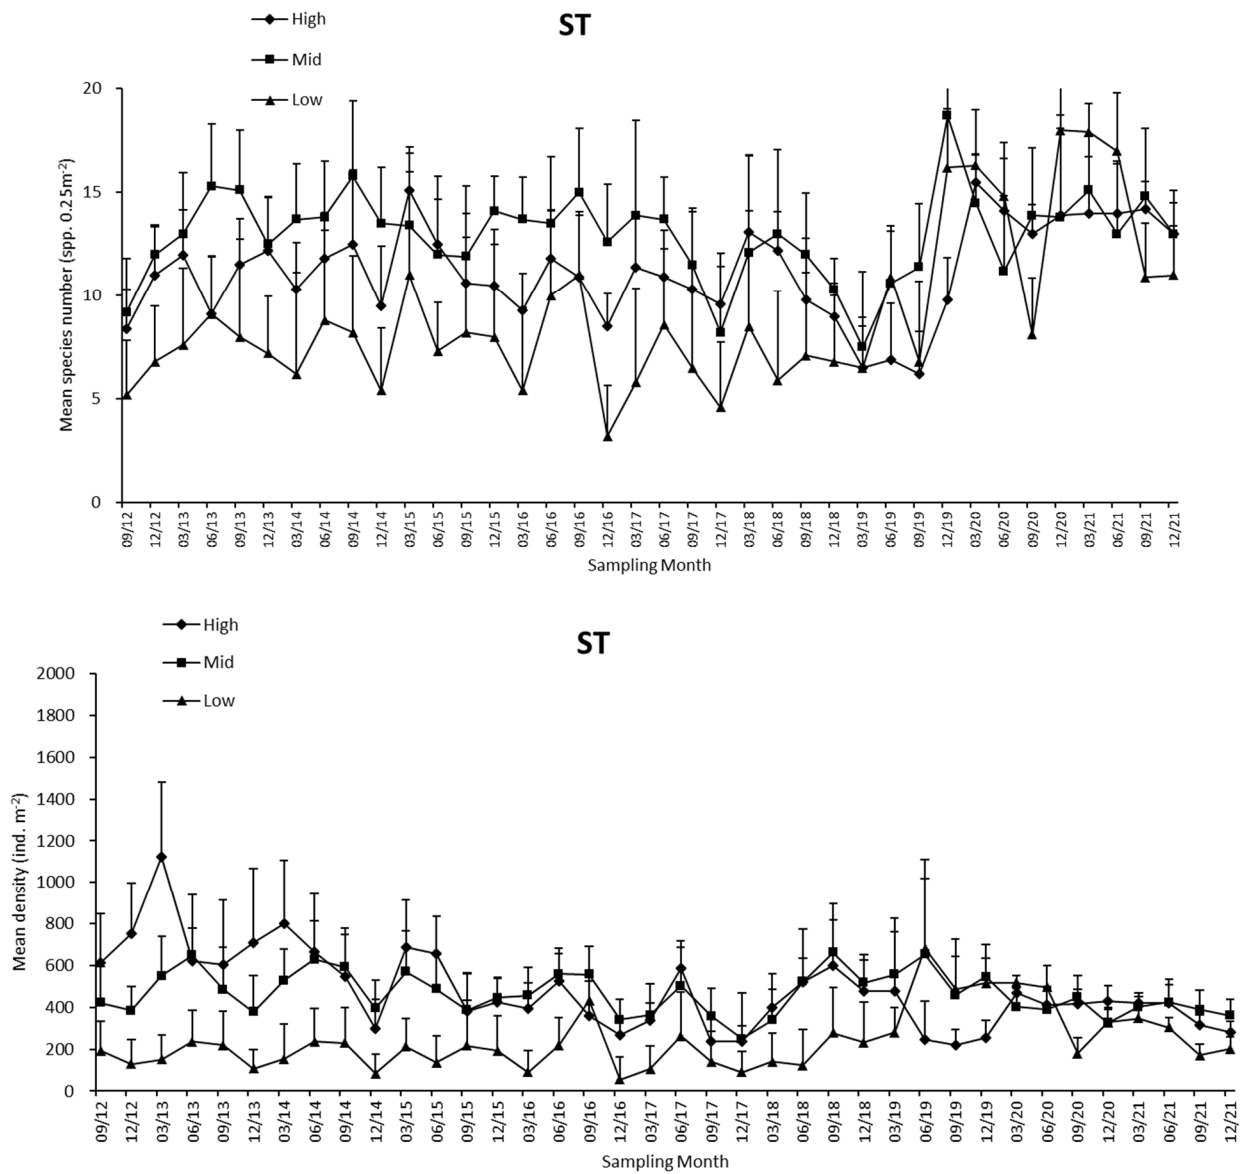 High
ST
Mid
Low
Mean species number (spp. 0.25m⁻²)
20
15
10
5
0
09/12 12/12 03/13 06/13 09/13 12/13 03/14 06/14 09/14 12/14 03/15 06/15 09/15 12/15 03/16 06/16 09/16 12/16 03/17 06/17 09/17 12/17 03/18 06/18 09/18 12/18 03/19 06/19 09/19 12/19 03/20 06/20 09/20 12/20 03/21 06/21 09/21 12/21
Sampling Month
High
ST
Mid
Low
Mean density (ind. m⁻²)
2000
1800
1600
1400
1200
1000
800
600
400
200
0
09/12 12/12 03/13 06/13 09/13 12/13 03/14 06/14 09/14 12/14 03/15 06/15 09/15 12/15 03/16 06/16 09/16 12/16 03/17 06/17 09/17 12/17 03/18 06/18 09/18 12/18 03/19 06/19 09/19 12/19 03/20 06/20 09/20 12/20 03/21 06/21 09/21 12/21
Sampling Month